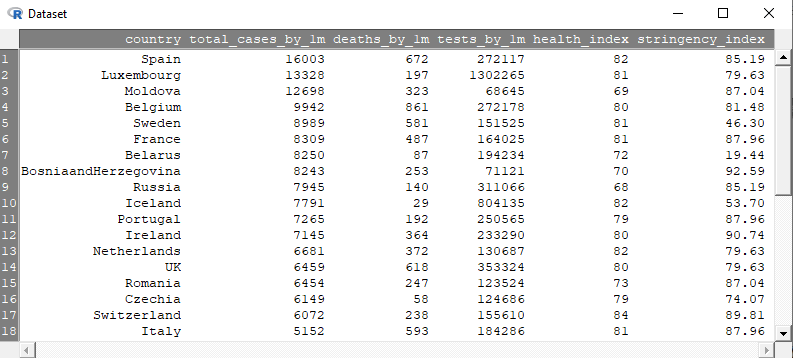 R Dataset
country total_cases_by_lm deaths_by_lm tests_by_lm health_index stringency_index
1 Spain 16003 672 272117 82 85.19
2 Luxembourg 13328 197 1302265 81 79.63
3 Moldova 12698 323 68645 69 87.04
4 Belgium 9942 861 272178 80 81.48
5 Sweden 8989 581 151525 81 46.30
6 France 8309 487 164025 81 87.96
7 Belarus 8250 87 194234 72 19.44
8 BosniaandHerzegovina 8243 253 71121 70 92.59
9 Russia 7945 140 311066 68 85.19
10 Iceland 7791 29 804135 82 53.70
11 Portugal 7265 192 250565 79 87.96
12 Ireland 7145 364 233290 80 90.74
13 Netherlands 6681 372 130687 82 79.63
14 UK 6459 618 353324 80 79.63
15 Romania 6454 247 123524 73 87.04
16 Czechia 6149 58 124686 79 74.07
17 Switzerland 6072 238 155610 84 89.81
18 Italy 5152 593 184286 81 87.96